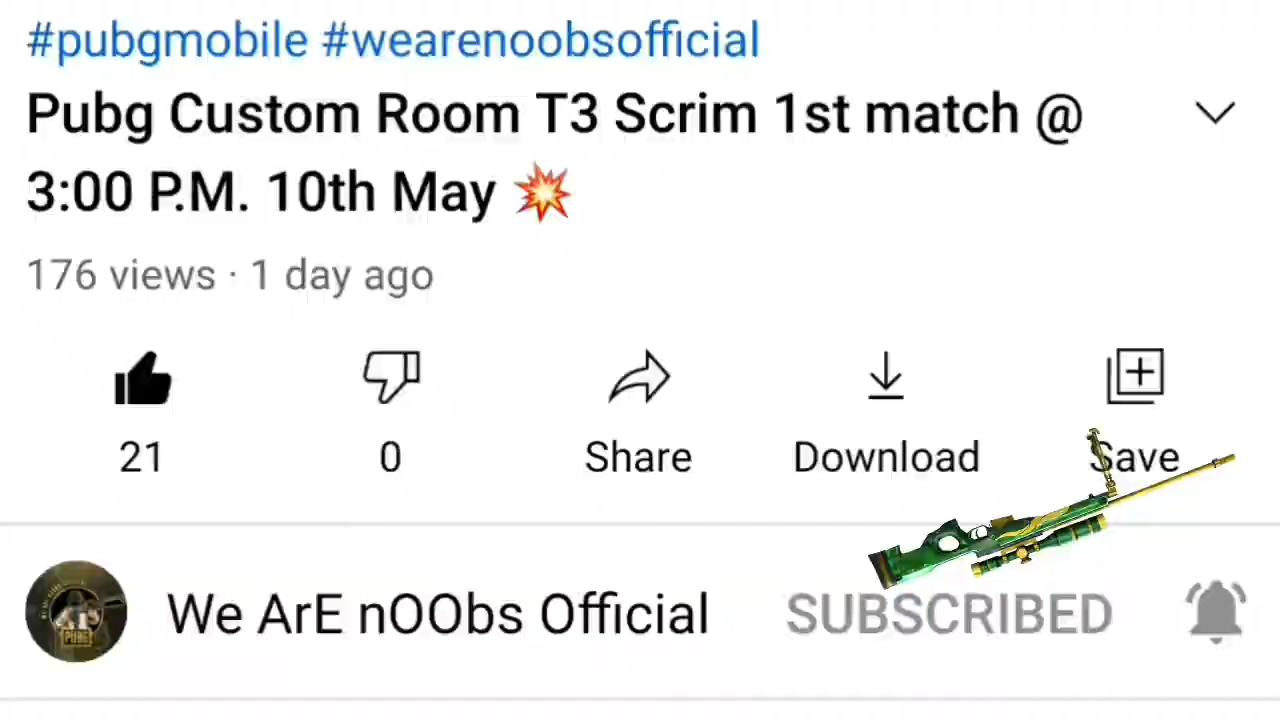 #pubgmobile #wearenoobsofficial
Pubg Custom Room T3 Scrim 1st match @
3:00 P.M. 10th May 💥
176 views · 1 day ago
21 0 Share Download Save
We ArE nOObs Official SUBSCRIBED
PUBG